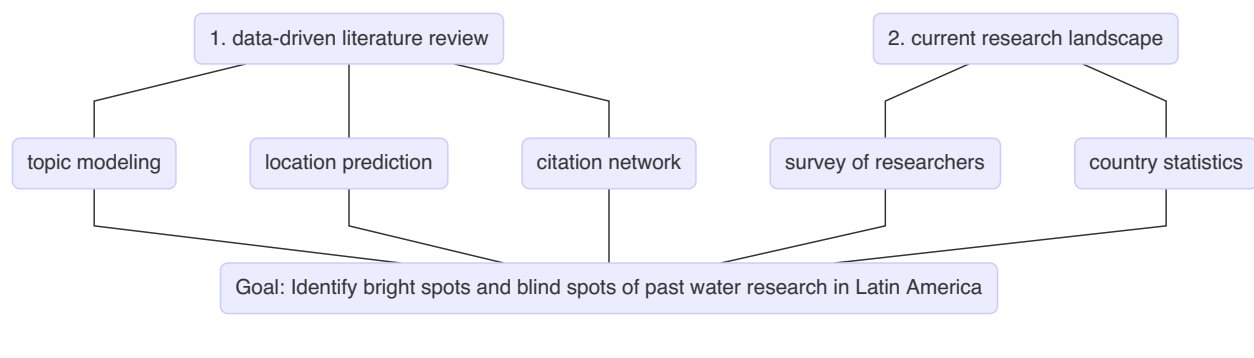 1. data-driven literature review
2. current research landscape
topic modeling
location prediction
citation network
survey of researchers
country statistics
Goal: Identify bright spots and blind spots of past water research in Latin America